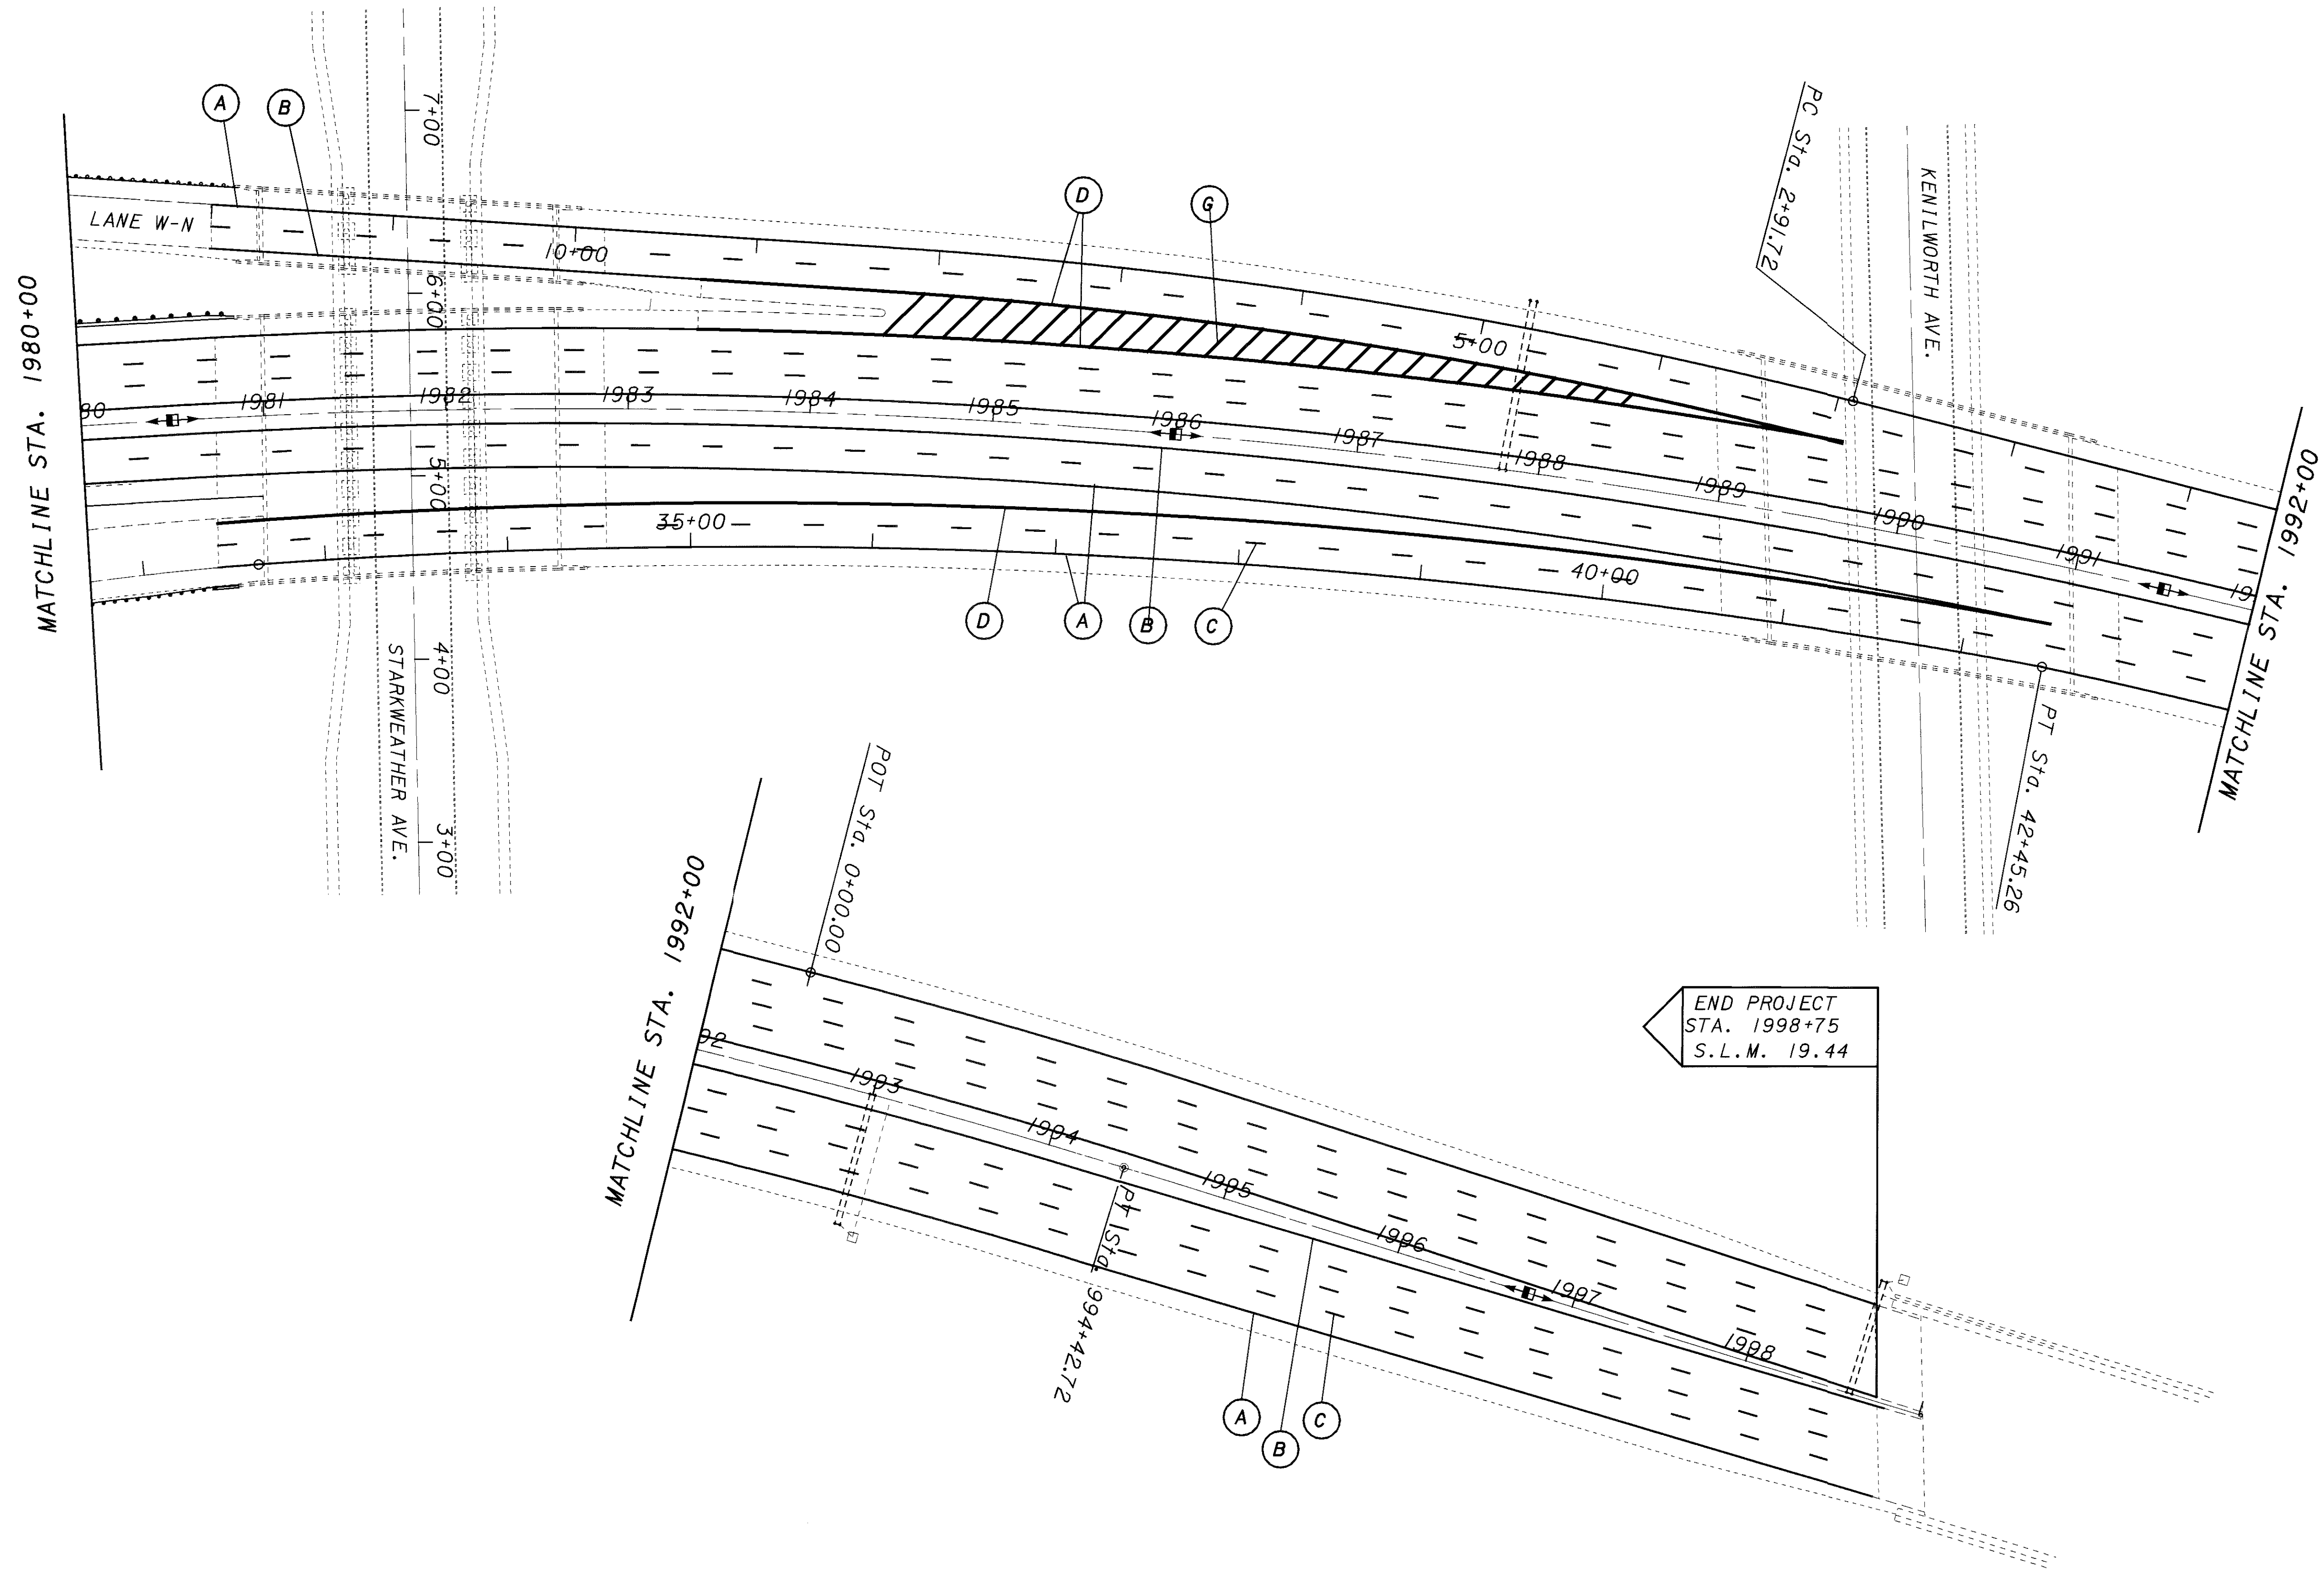 MATCHLINE STA. 1980+00
A
B
LANE W-N
10+00
7+00
6+00
5+00
4+00
3+00
STARKWEATHER AVE.
D
G
5+00
PC Sta. 2+91.72
KENILWORTH AVE.
80
1981
1982
1983
1984
1985
1986
1987
1988
1989
1990
1991
19
35+00
40+00
D
A
B
C
PT Sta. 42+45.26
MATCHLINE STA. 1992+00
MATCHLINE STA. 1992+00
POT Sta. 0+00.00
92
1993
1994
1995
1996
1997
1998
PT Sta. 1994+42.72
A
B
C
END PROJECT
STA. 1998+75
S.L.M. 19.44